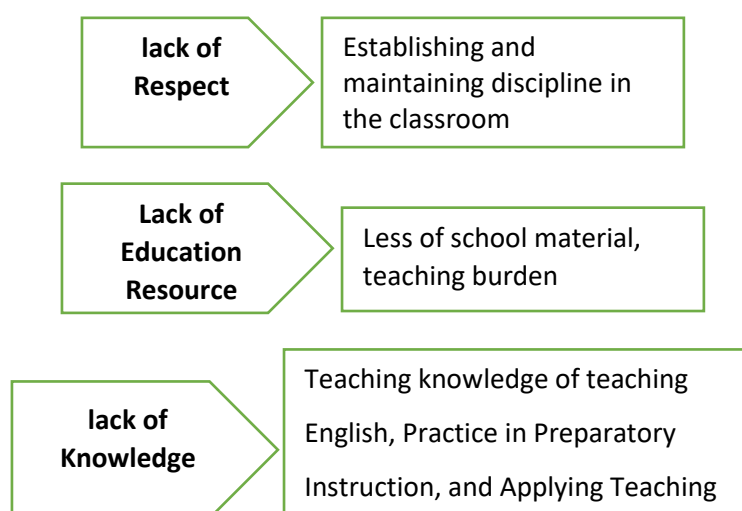 lack of
Respect
Establishing and
maintaining discipline in
the classroom
Lack of
Education
Resource
Less of school material,
teaching burden
lack of
Knowledge
Teaching knowledge of teaching
English, Practice in Preparatory
Instruction, and Applying Teaching